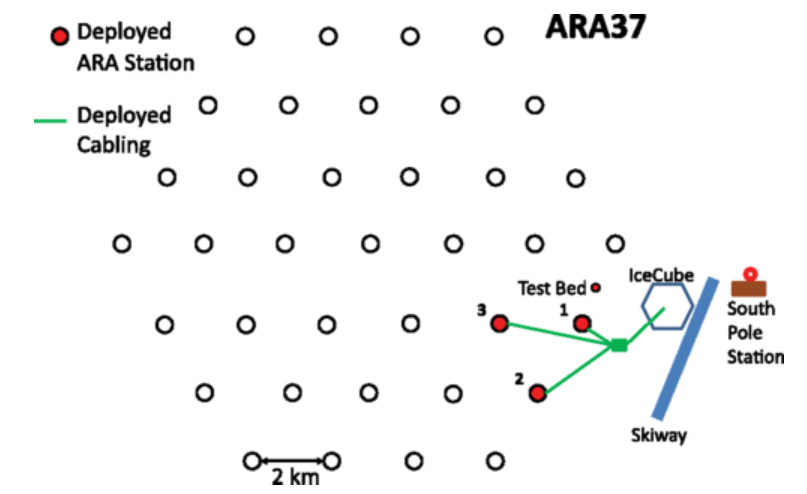 ARA37
Deployed
ARA Station
Deployed
Cabling
Test Bed
IceCube
3
1
South
Pole
Station
2
Skiway
2 km